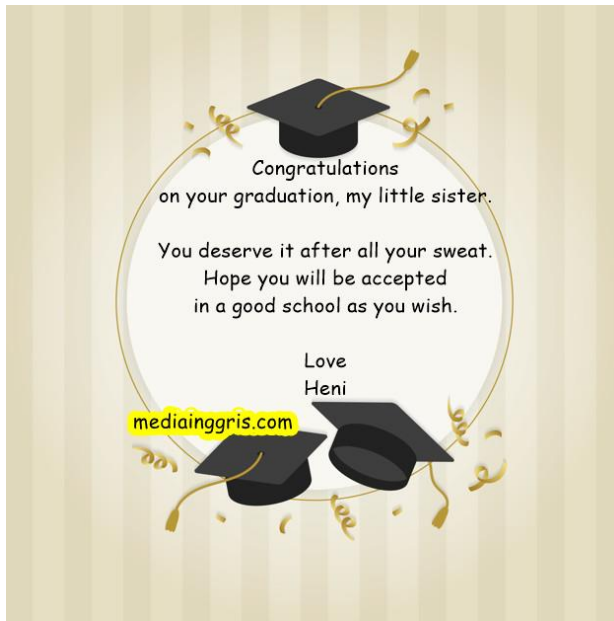 Congratulations
on your graduation, my little sister.
You deserve it after all your sweat.
Hope you will be accepted
in a good school as you wish.
Love
Heni
mediainggris.com